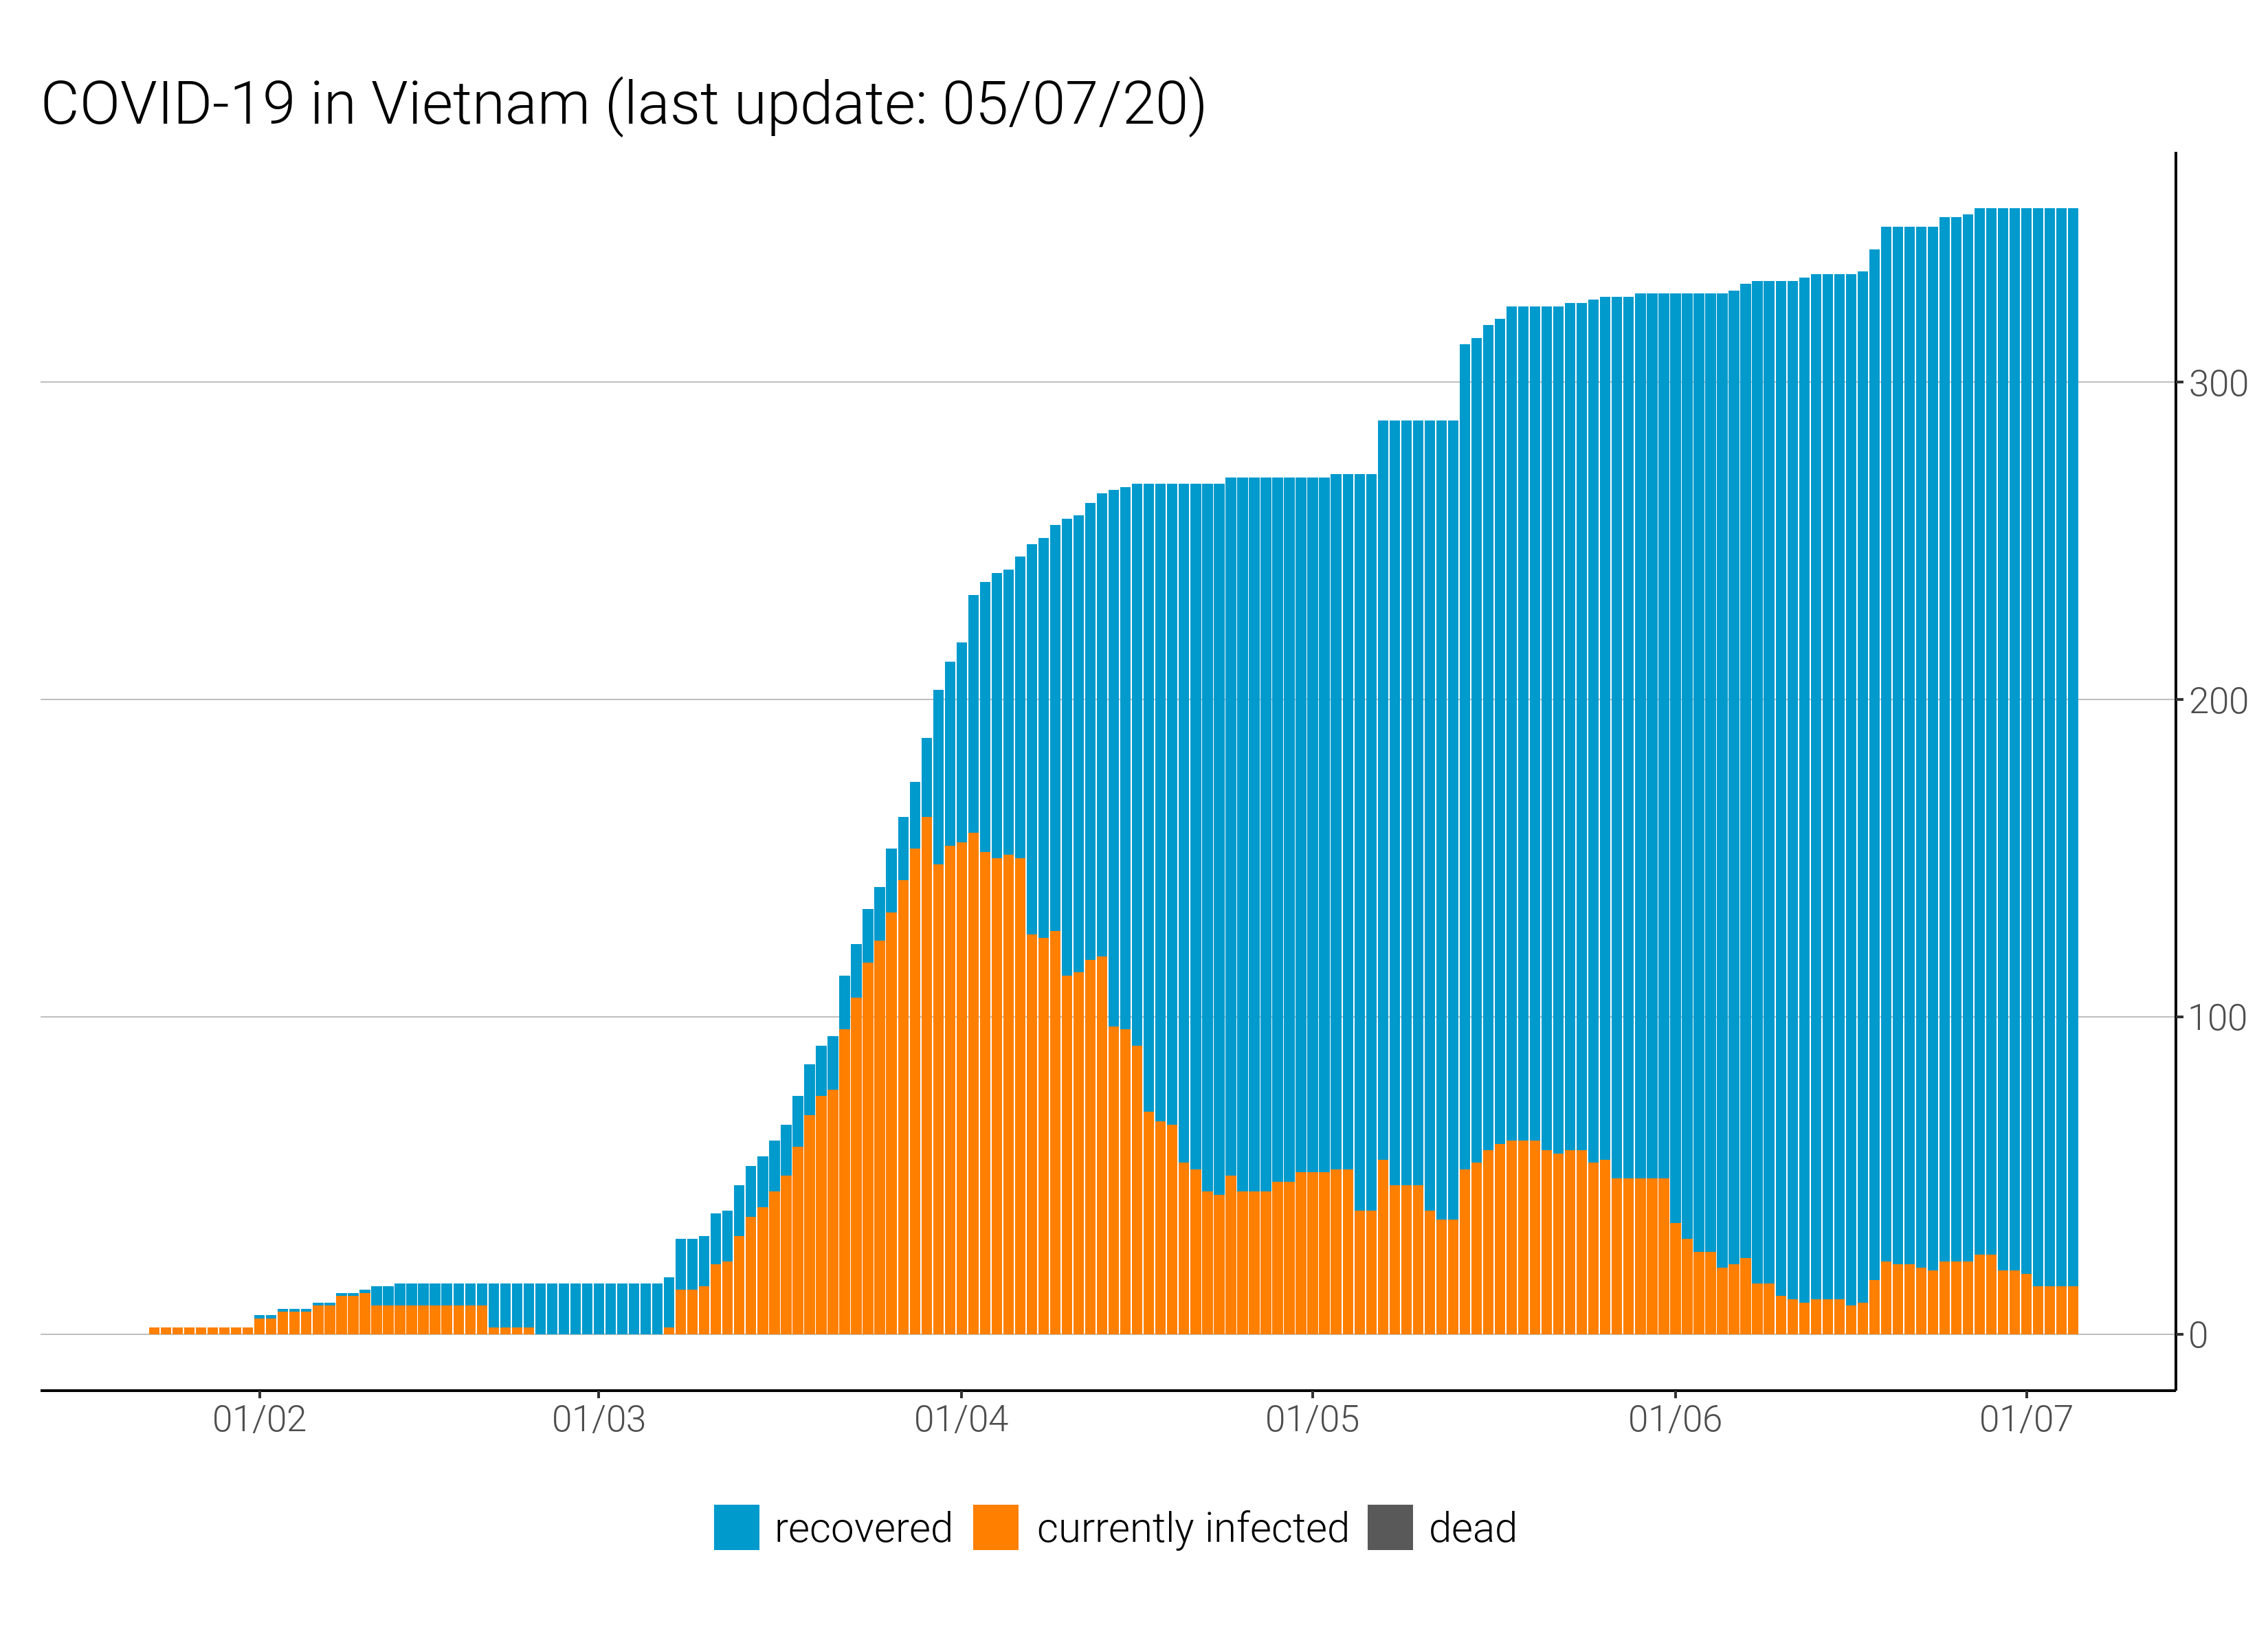 COVID-19 in Vietnam (last update: 05/07/20)
300
200
100
0
01/02 01/03 01/04 01/05 01/06 01/07
recovered currently infected dead